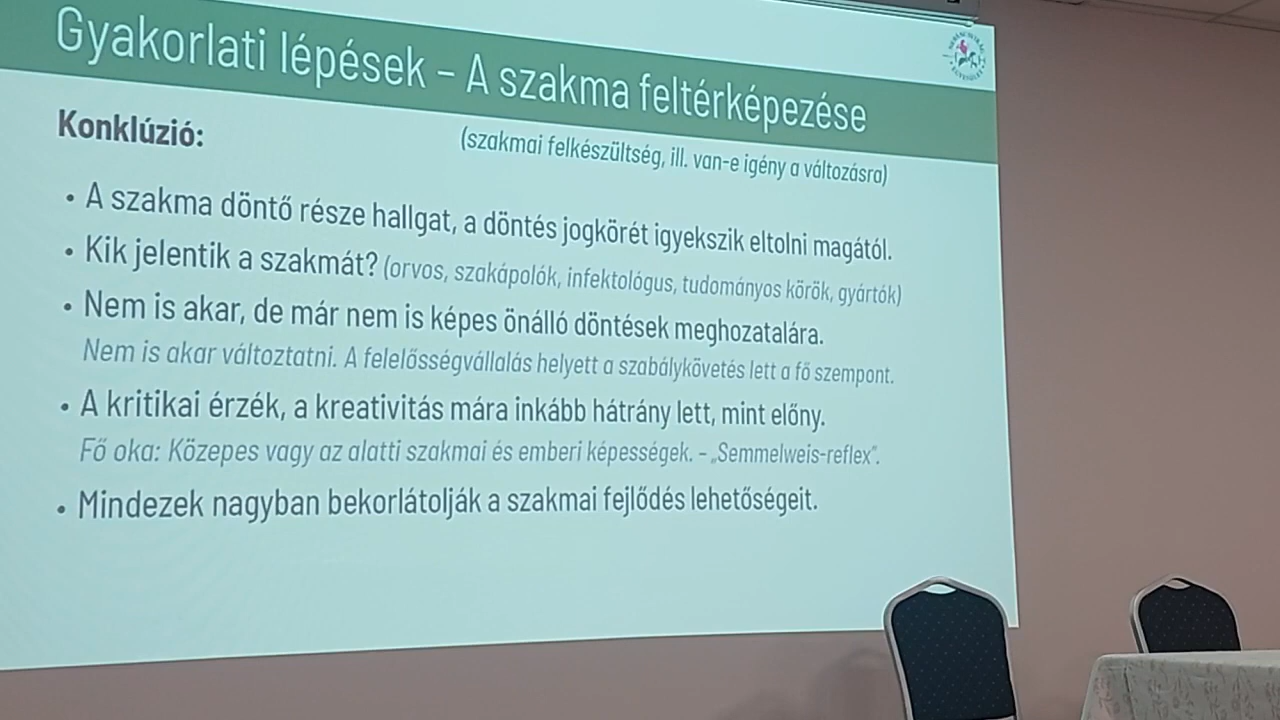 Gyakorlati lépések – A szakma feltérképezése
Konklúzió:
(szakmai felkészültség, ill. van-e igény a változásra)
• A szakma döntő része hallgat, a döntés jogkörét igyekszik eltolni magától.
• Kik jelentik a szakmát? (orvos, szakápolók, infektológus, tudományos körök, gyártók)
• Nem is akar, de már nem is képes önálló döntések meghozatalára.
Nem is akar változtatni. A felelősségvállalás helyett a szabálykövetés lett a fő szempont.
• A kritikai érzék, a kreativitás mára inkább hátrány lett, mint előny.
Fő oka: Közepes vagy az alatti szakmai és emberi képességek. – „Semmelweis-reflex”.
• Mindezek nagyban bekorlátolják a szakmai fejlődés lehetőségeit.